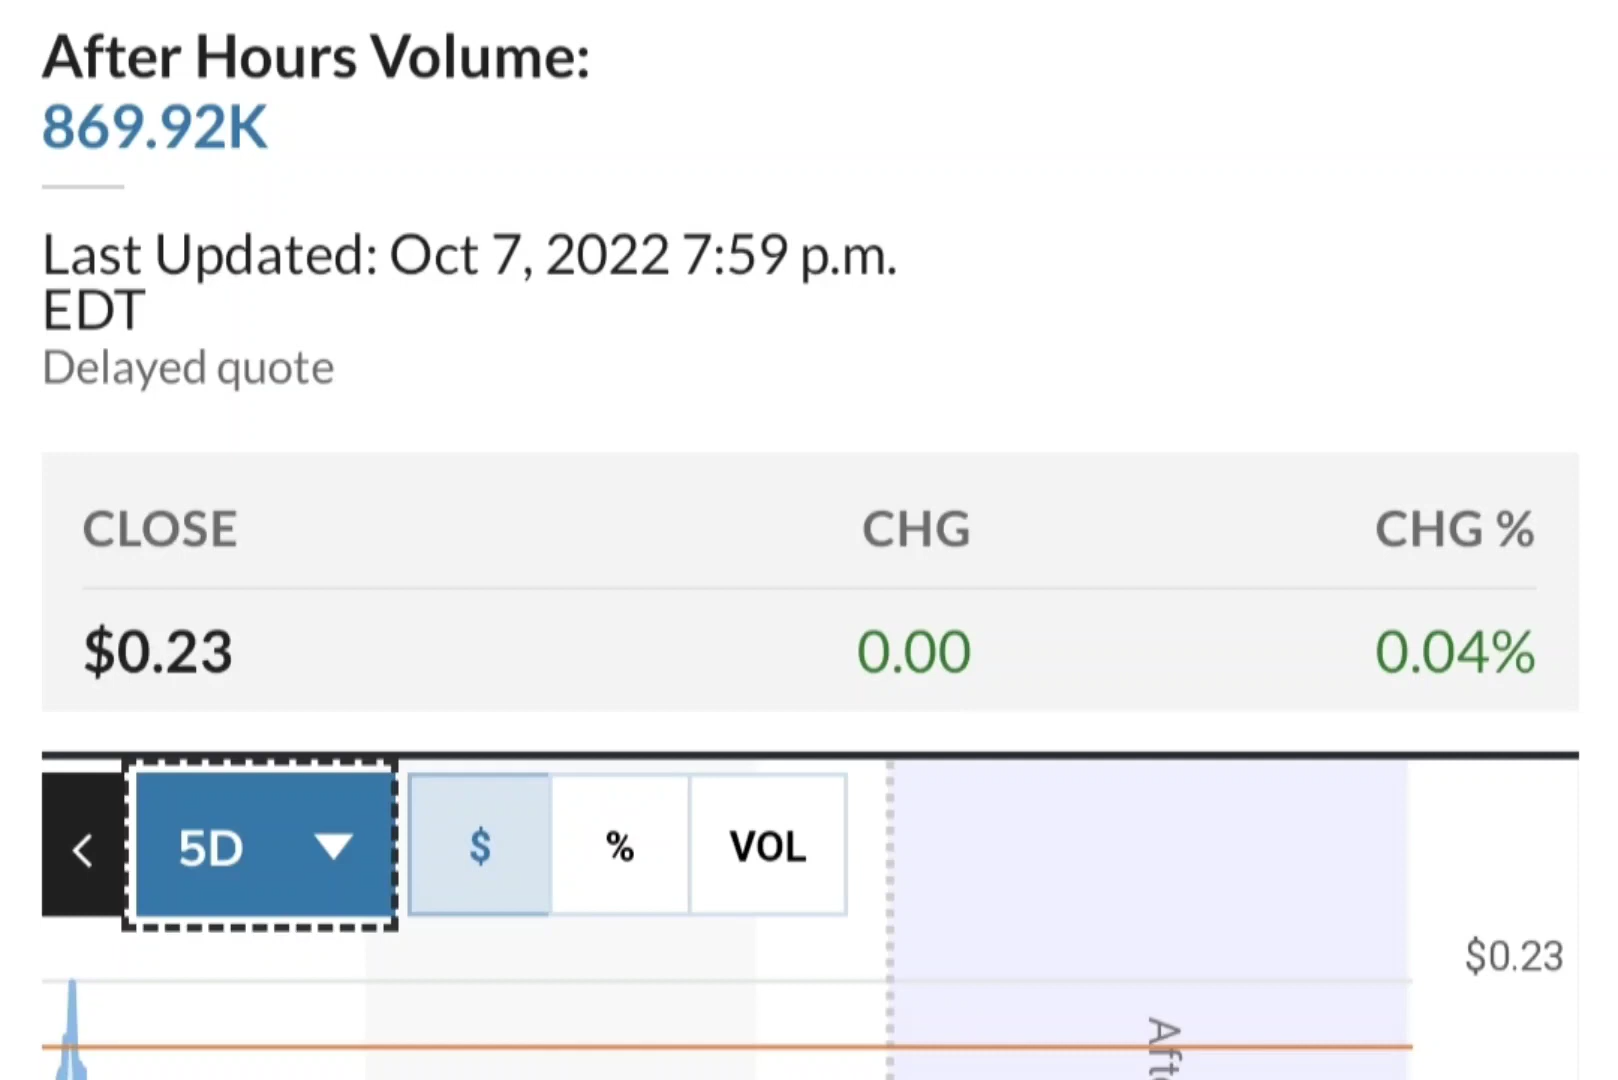 After Hours Volume:
869.92K
Last Updated: Oct 7, 2022 7:59 p.m.
EDT
Delayed quote
CLOSE CHG CHG %
$0.23 0.00 0.04%
5D $ % VOL
$0.23